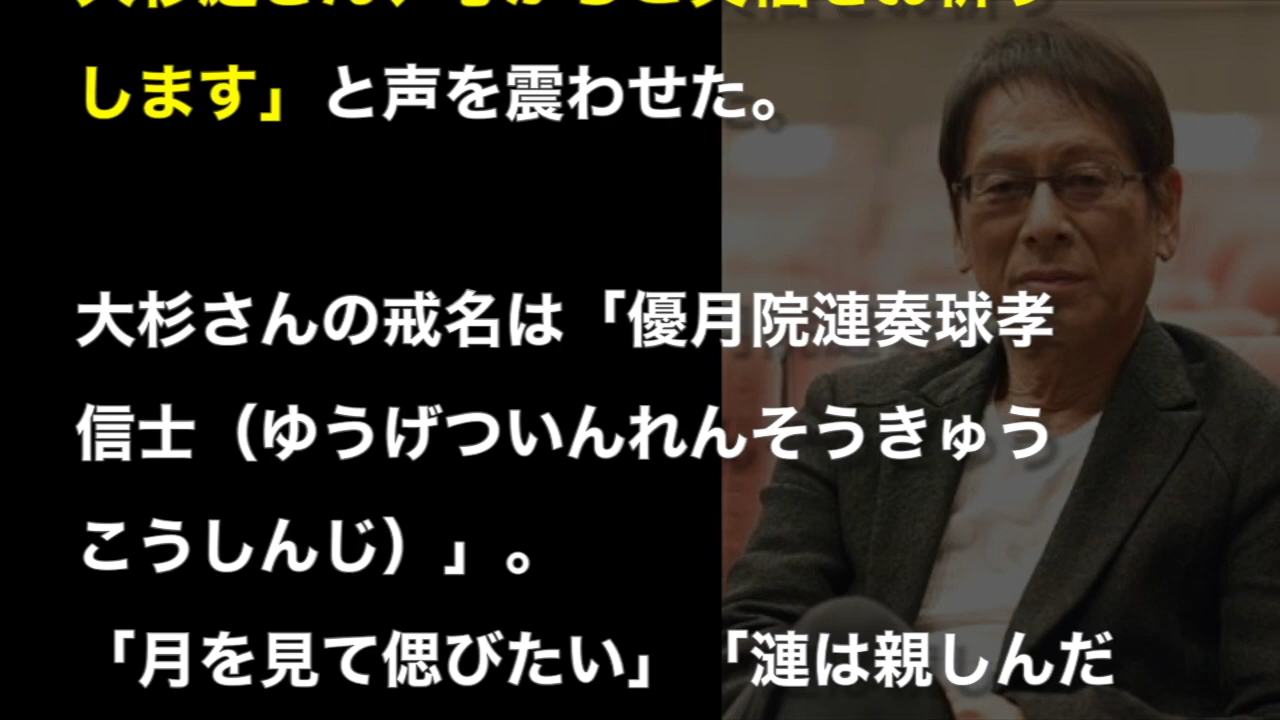 します」と声を震わせた。
大杉さんの戒名は「優月院漣奏球孝
信士（ゆうげついんれんそうきゅう
こうしんじ）」。
「月を見て偲びたい」「漣は親しんだ